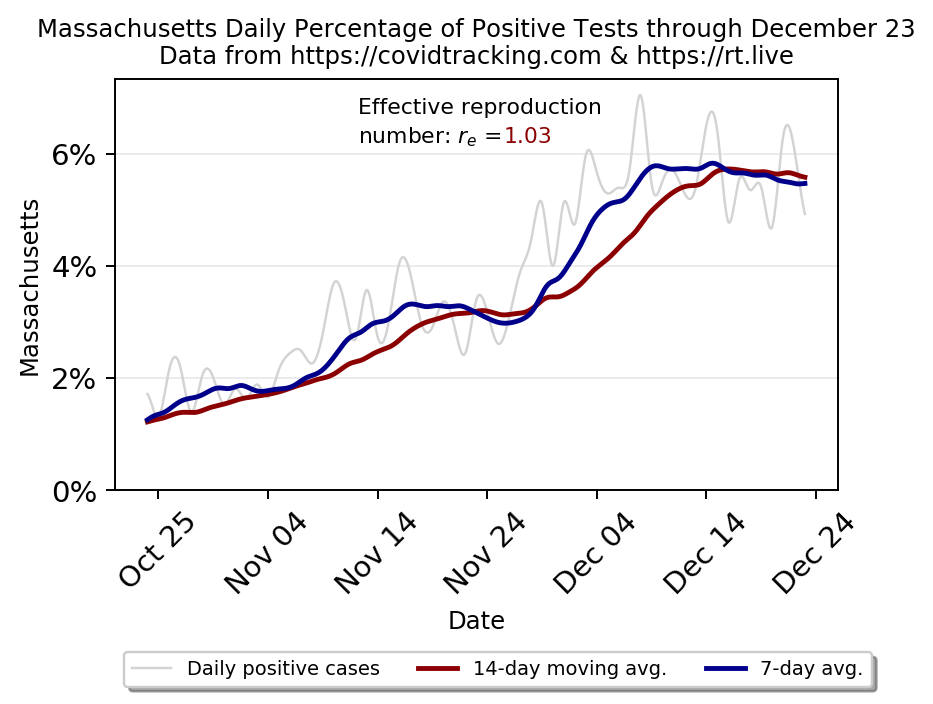 Massachusetts Daily Percentage of Positive Tests through December 23
Data from https://covidtracking.com & https://rt.live
Effective reproduction
number: rₑ =1.03
Massachusetts
6%
4%
2%
0%
Oct 25
Nov 04
Nov 14
Nov 24
Dec 04
Dec 14
Dec 24
Date
Daily positive cases
14-day moving avg.
7-day avg.